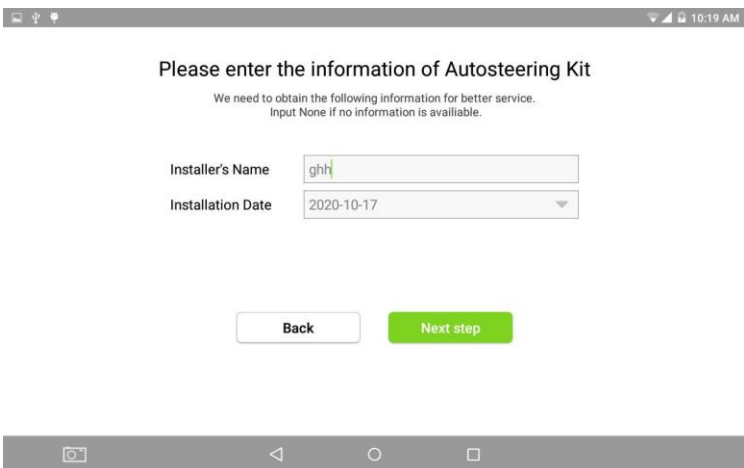 10:19 AM
Please enter the information of Autosteering Kit
We need to obtain the following information for better service.
Input None if no information is availiable.
Installer's Name
ghh
Installation Date
2020-10-17
Back
Next step